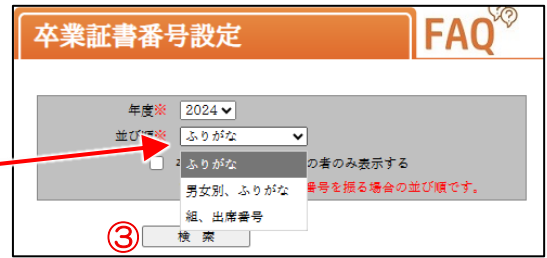 卒業証書番号設定
FAQ
年度※ 2024
並び順※ ふりがな
ふりがな
の者のみ表示する
男女別、ふりがな
番号を振る場合の並び順です。
組、出席番号
③ 検 索